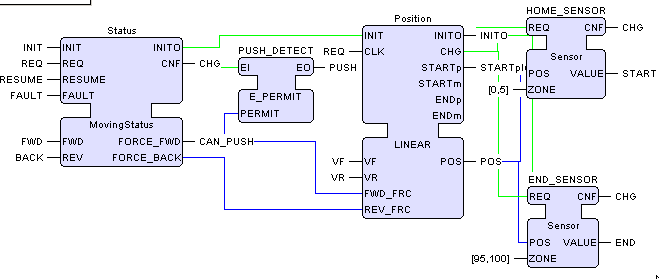 HOME_SENSOR
Status
Position
INIT INIT INITO
INIT INITO INITO
REQ CNF CHG
REQ REQ CNF CHG
PUSH_DETECT
REQ CLK CHG
Sensor
RESUME RESUME
EI EO PUSH
STARTp STARTpl
POS VALUE START
FAULT FAULT
STARTm
[0,5] ZONE
E_PERMIT
ENDp
PERMIT
ENDm
MovingStatus
FWD FWD FORCE_FWD CAN_PUSH
LINEAR
BACK REV FORCE_BACK
VF VF POS POS
VR VR
END_SENSOR
FWD_FRC
REQ CNF CHG
REV_FRC
Sensor
POS VALUE END
[95,100] ZONE